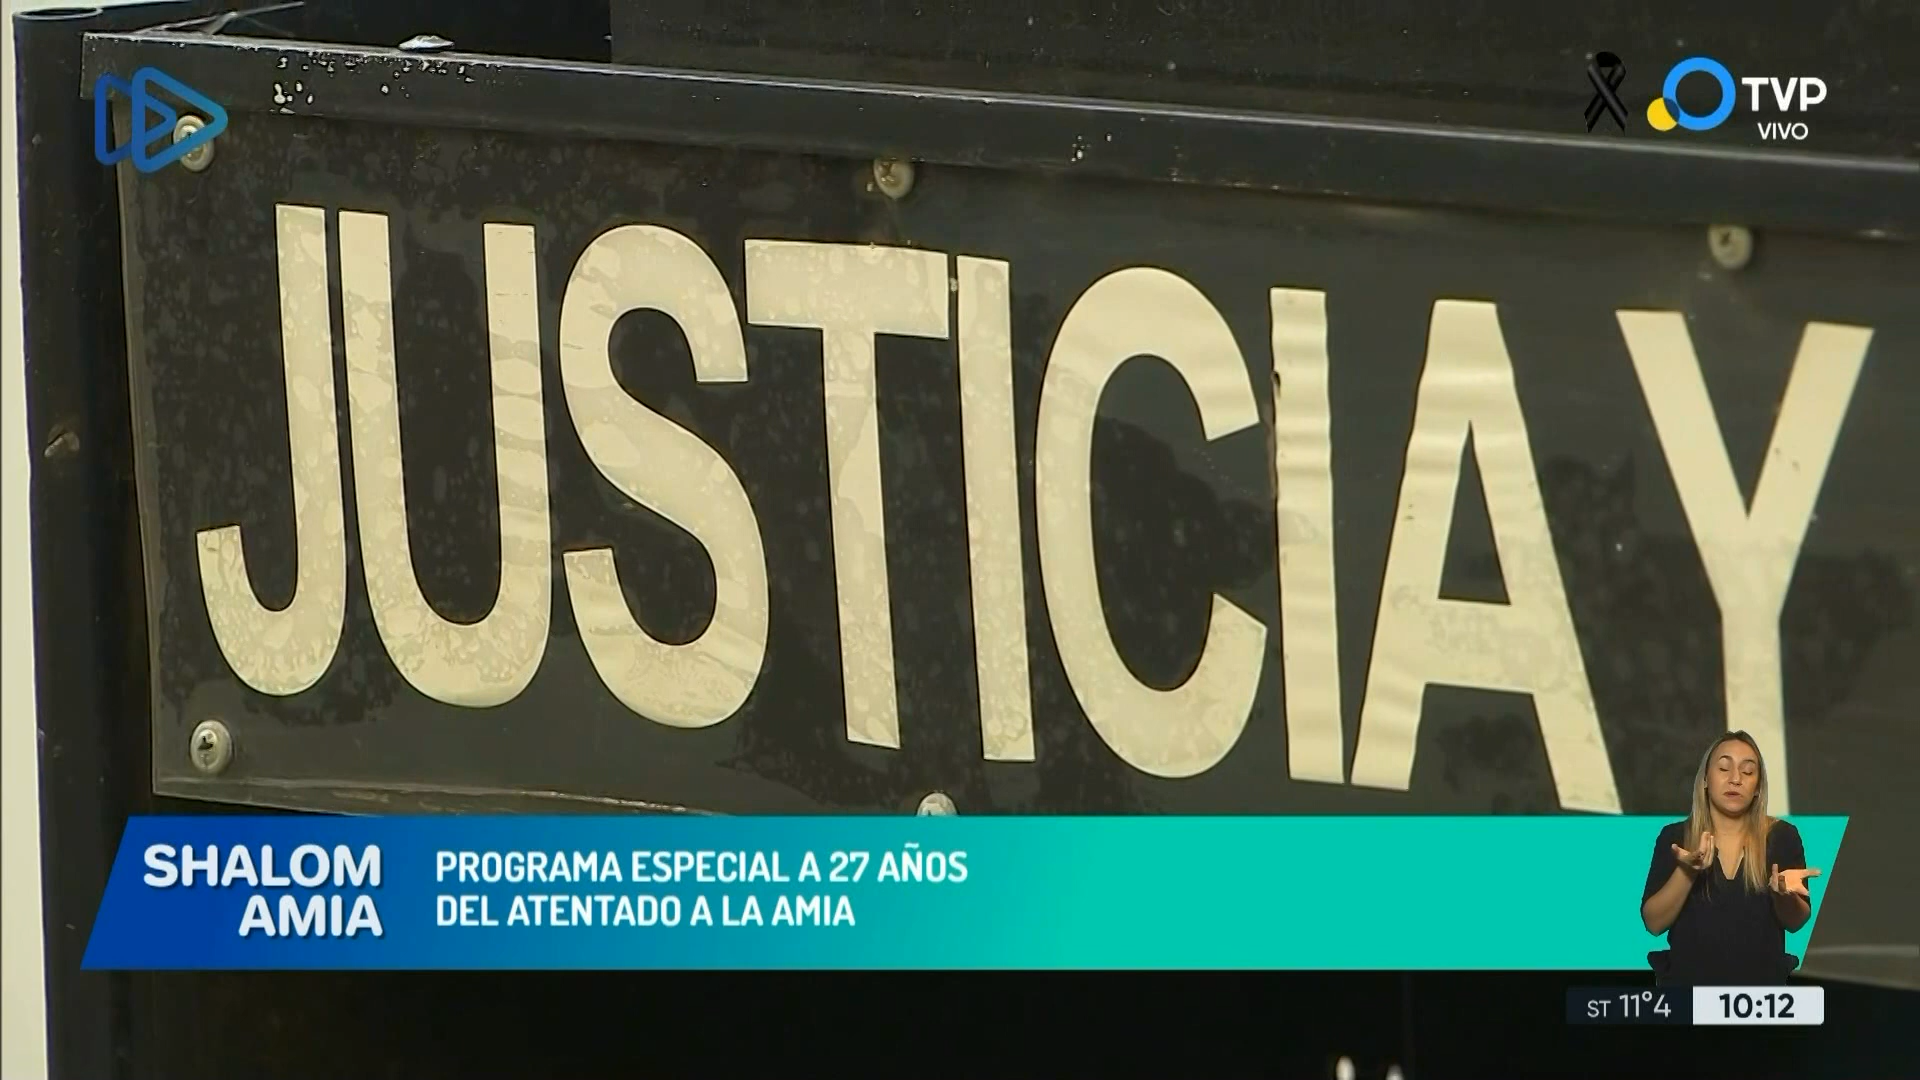 TVP
VIVO
JUSTICIA Y
SHALOM
AMIA
PROGRAMA ESPECIAL A 27 AÑOS
DEL ATENTADO A LA AMIA
ST 11°4
10:12